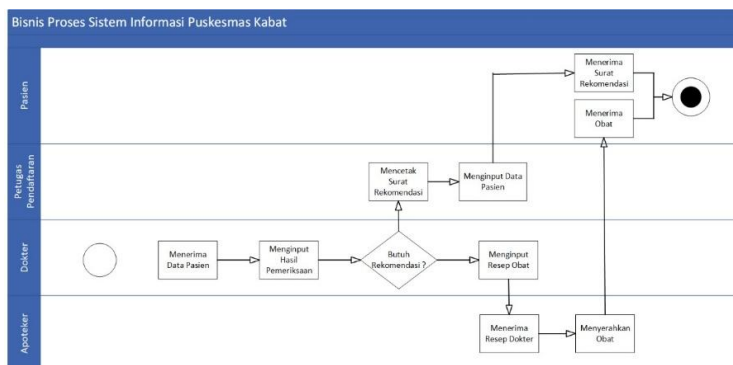 Bisnis Proses Sistem Informasi Puskesmas Kabat
Pasien
Menerima
Surat
Rekomendasi
Menerima
Obat
Petugas
Pendaftaran
Mencetak
Surat
Rekomendasi
Menginput Data
Pasien
Dokter
Menerima
Data Pasien
Menginput
Hasil
Pemeriksaan
Butuh
Rekomendasi ?
Menginput
Resep Obat
Apoteker
Menerima
Resep Dokter
Menyerahkan
Obat